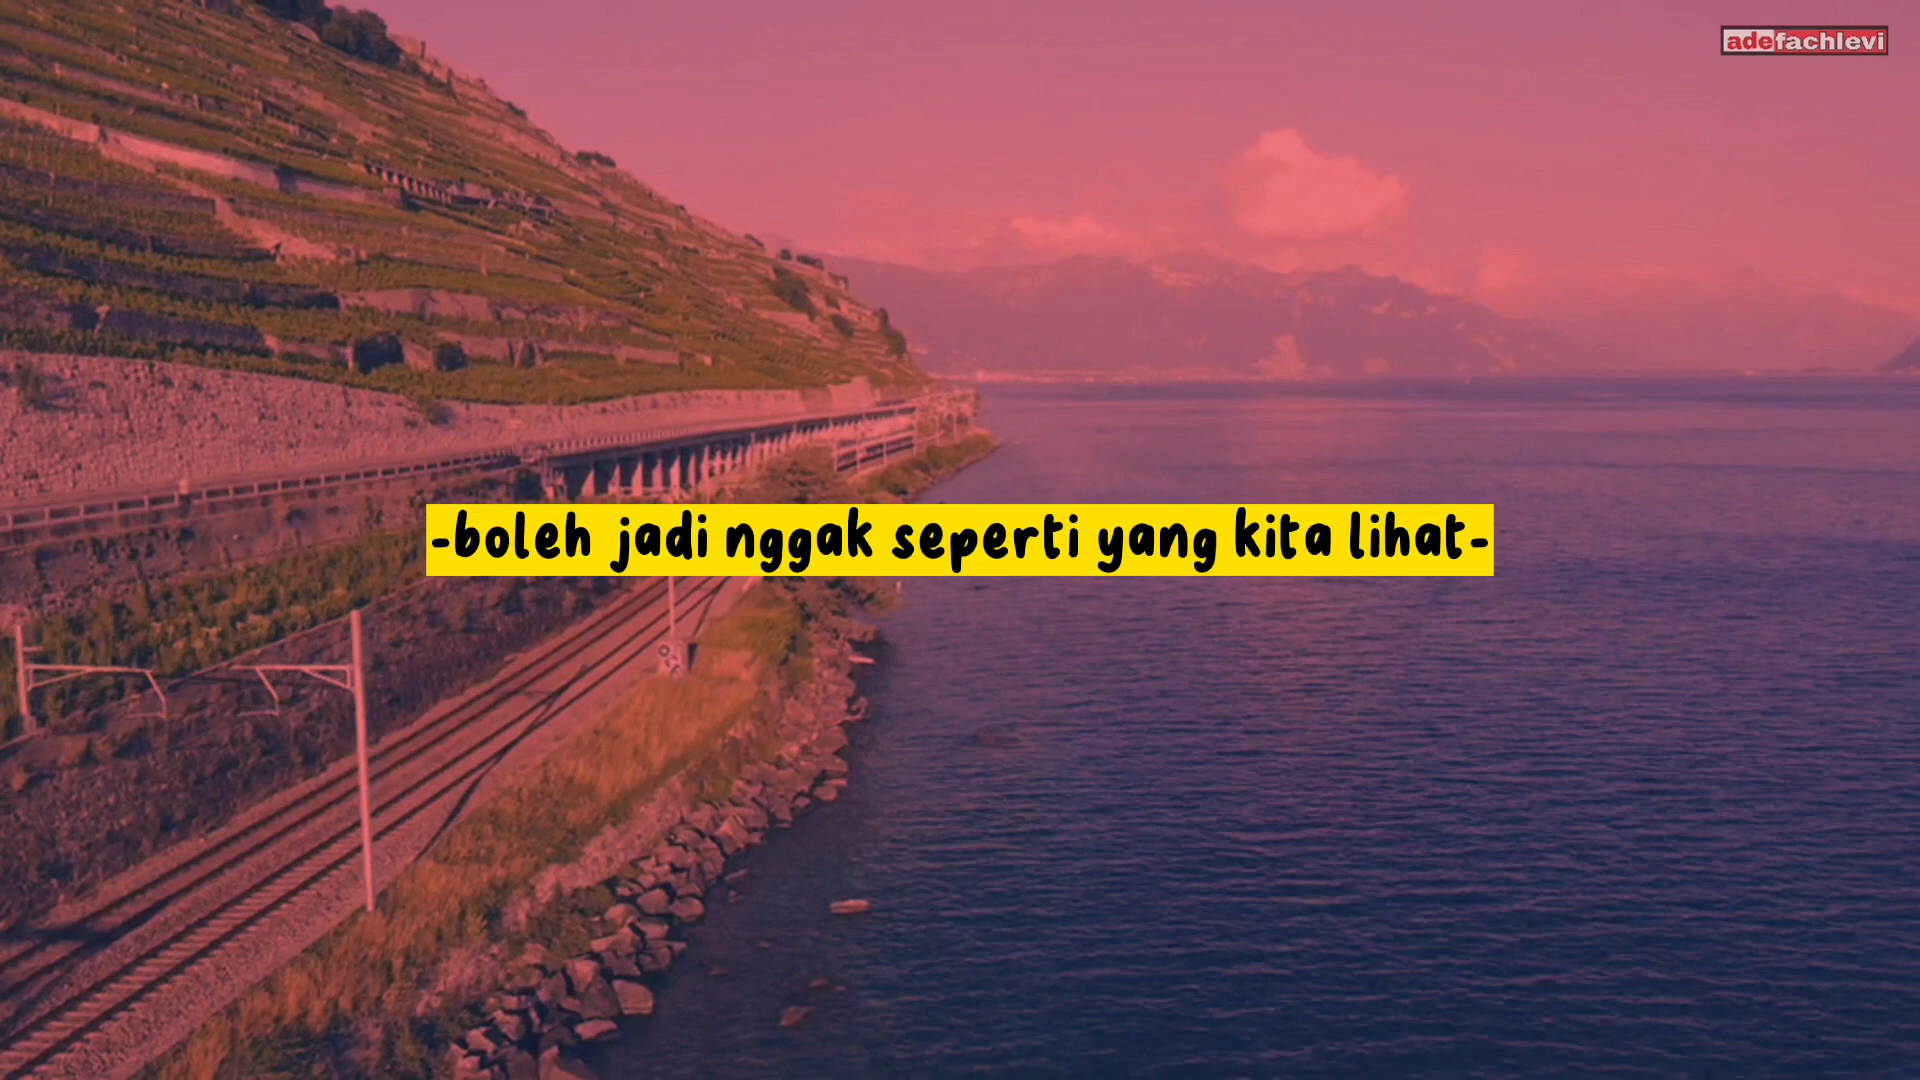 adefachlevi
-boleh jadi nggak seperti yang kita lihat-